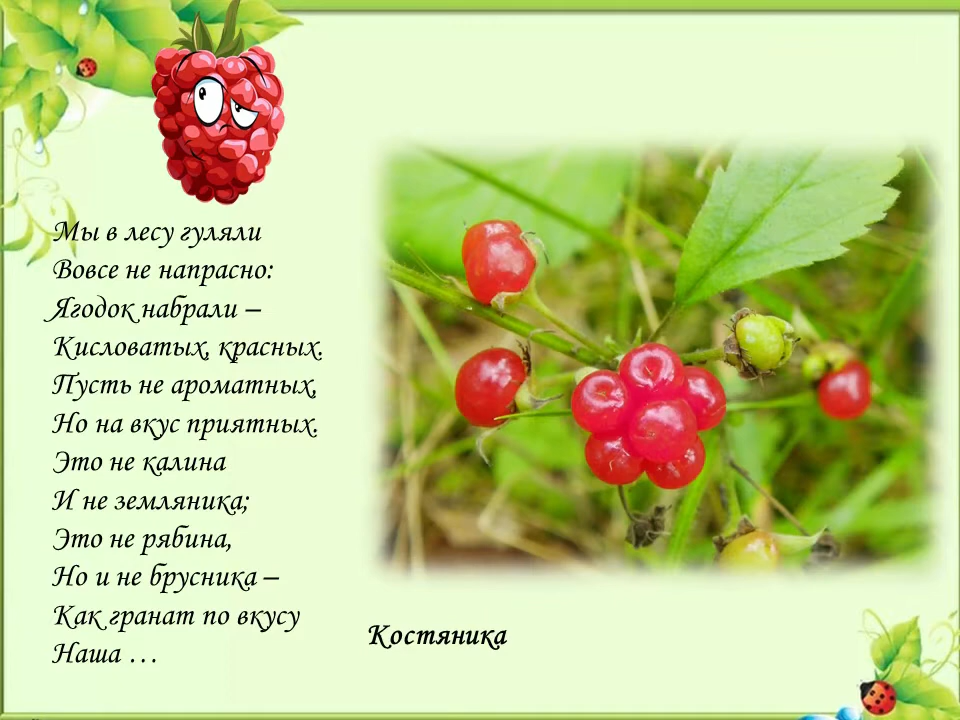 Мы в лесу гуляли
Вовсе не напрасно:
Ягодок набрали –
Кисловатых, красных.
Пусть не ароматных,
Но на вкус приятных.
Это не калина
И не земляника;
Это не рябина,
Но и не брусника –
Как гранат по вкусу
Наша …
Костяника